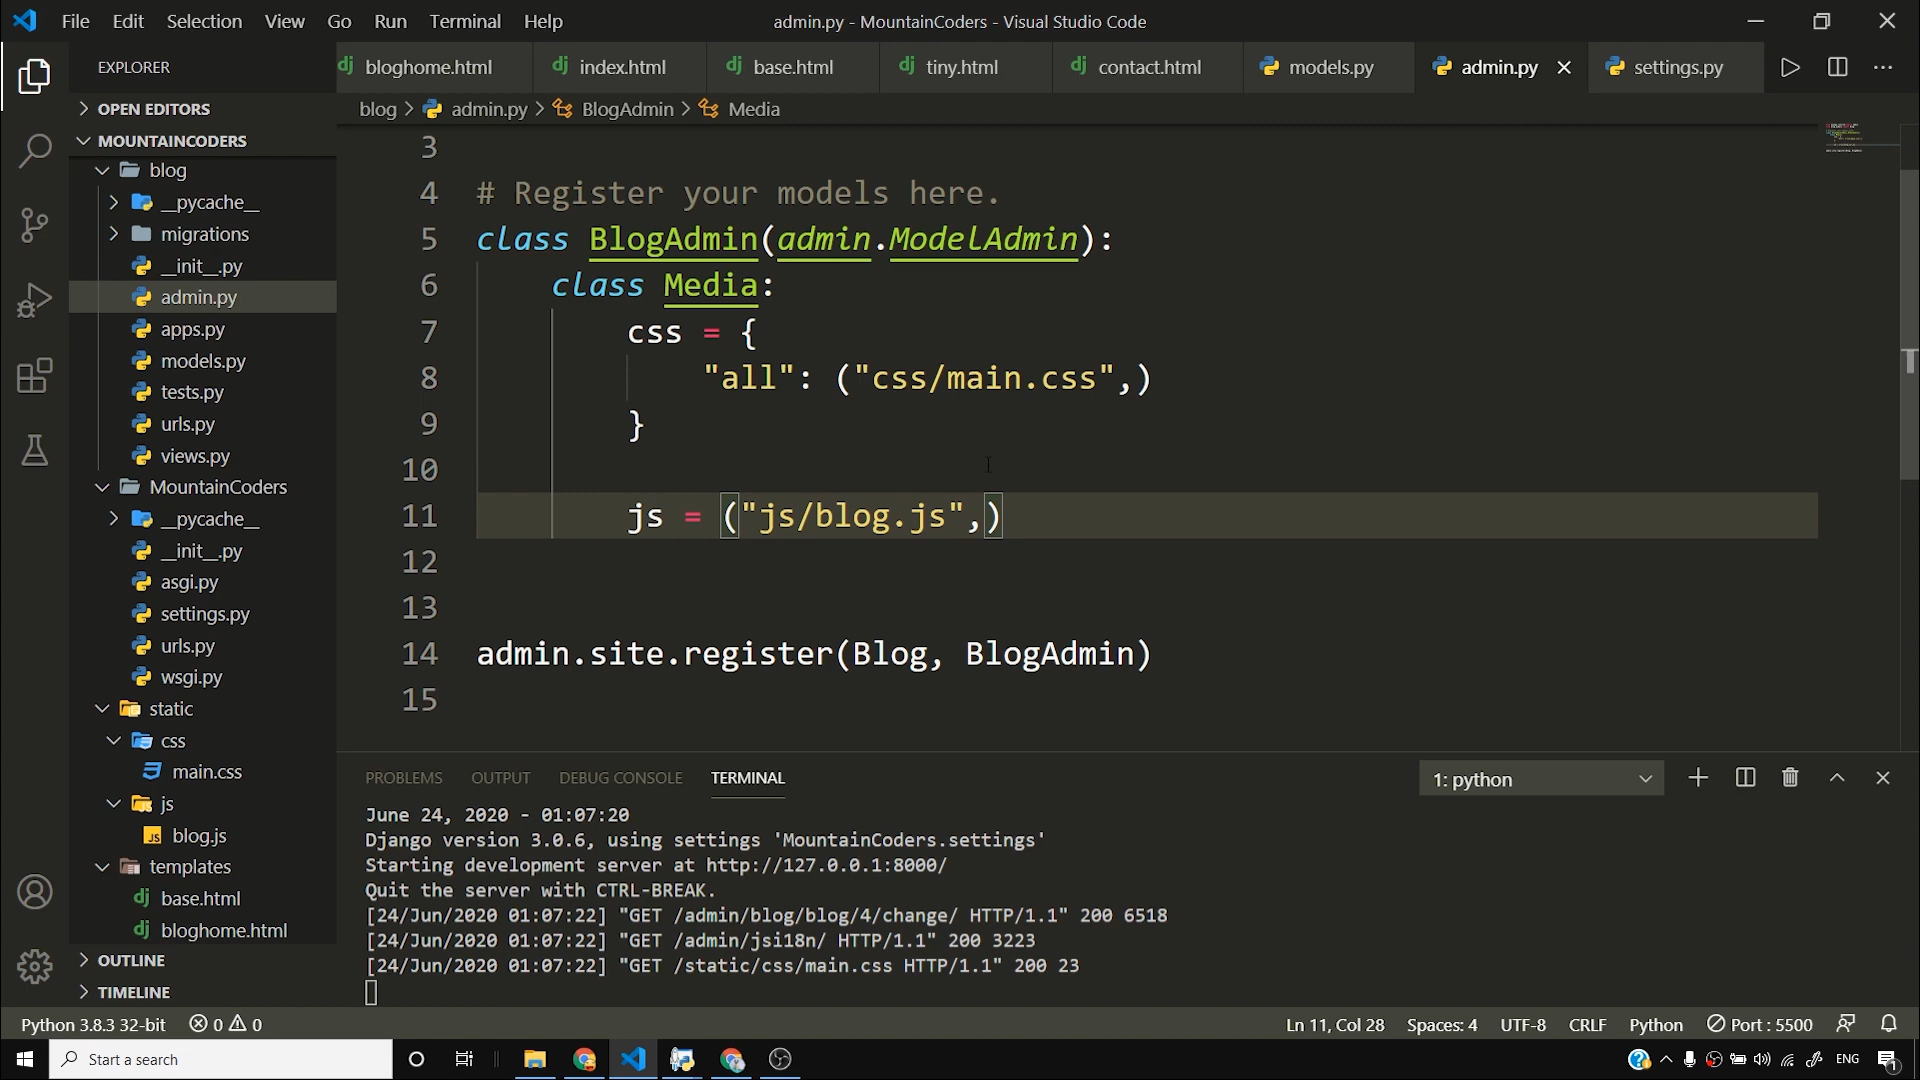 File Edit Selection View Go Run Terminal Help
admin.py - MountainCoders - Visual Studio Code
EXPLORER
OPEN EDITORS
MOUNTAINCODERS
blog
__pycache__
migrations
__init__.py
admin.py
apps.py
models.py
tests.py
urls.py
views.py
MountainCoders
__pycache__
__init__.py
asgi.py
settings.py
urls.py
wsgi.py
static
css
main.css
js
blog.js
templates
base.html
bloghome.html
OUTLINE
TIMELINE
bloghome.html index.html base.html tiny.html contact.html models.py admin.py settings.py
blog > admin.py > BlogAdmin > Media
3
4 # Register your models here.
5 class BlogAdmin(admin.ModelAdmin):
6 class Media:
7 css = {
8 "all": ("css/main.css",)
9 }
10
11 js = ("js/blog.js",)
12
13
14 admin.site.register(Blog, BlogAdmin)
15
PROBLEMS OUTPUT DEBUG CONSOLE TERMINAL
1: python
June 24, 2020 - 01:07:20
Django version 3.0.6, using settings 'MountainCoders.settings'
Starting development server at http://127.0.0.1:8000/
Quit the server with CTRL-BREAK.
[24/Jun/2020 01:07:22] "GET /admin/blog/blog/4/change/ HTTP/1.1" 200 6518
[24/Jun/2020 01:07:22] "GET /admin/jsi18n/ HTTP/1.1" 200 3223
[24/Jun/2020 01:07:22] "GET /static/css/main.css HTTP/1.1" 200 23
Python 3.8.3 32-bit 0 0
Ln 11, Col 28 Spaces: 4 UTF-8 CRLF Python Port : 5500
Start a search
ENG
1